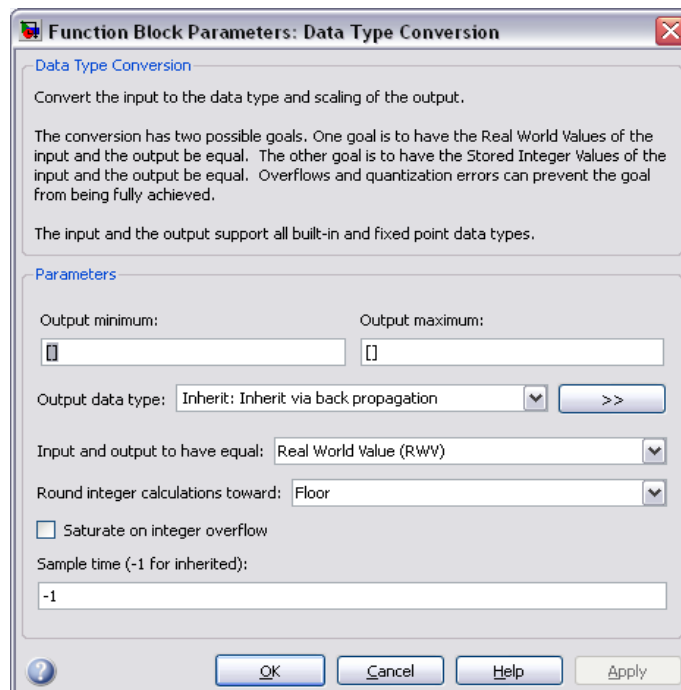 Function Block Parameters: Data Type Conversion
Data Type Conversion
Convert the input to the data type and scaling of the output.
The conversion has two possible goals. One goal is to have the Real World Values of the
input and the output be equal. The other goal is to have the Stored Integer Values of the
input and the output be equal. Overflows and quantization errors can prevent the goal
from being fully achieved.
The input and the output support all built-in and fixed point data types.
Parameters
Output minimum: Output maximum:
[] []
Output data type: Inherit: Inherit via back propagation >>
Input and output to have equal: Real World Value (RWV)
Round integer calculations toward: Floor
Saturate on integer overflow
Sample time (-1 for inherited):
-1
? OK Cancel Help Apply